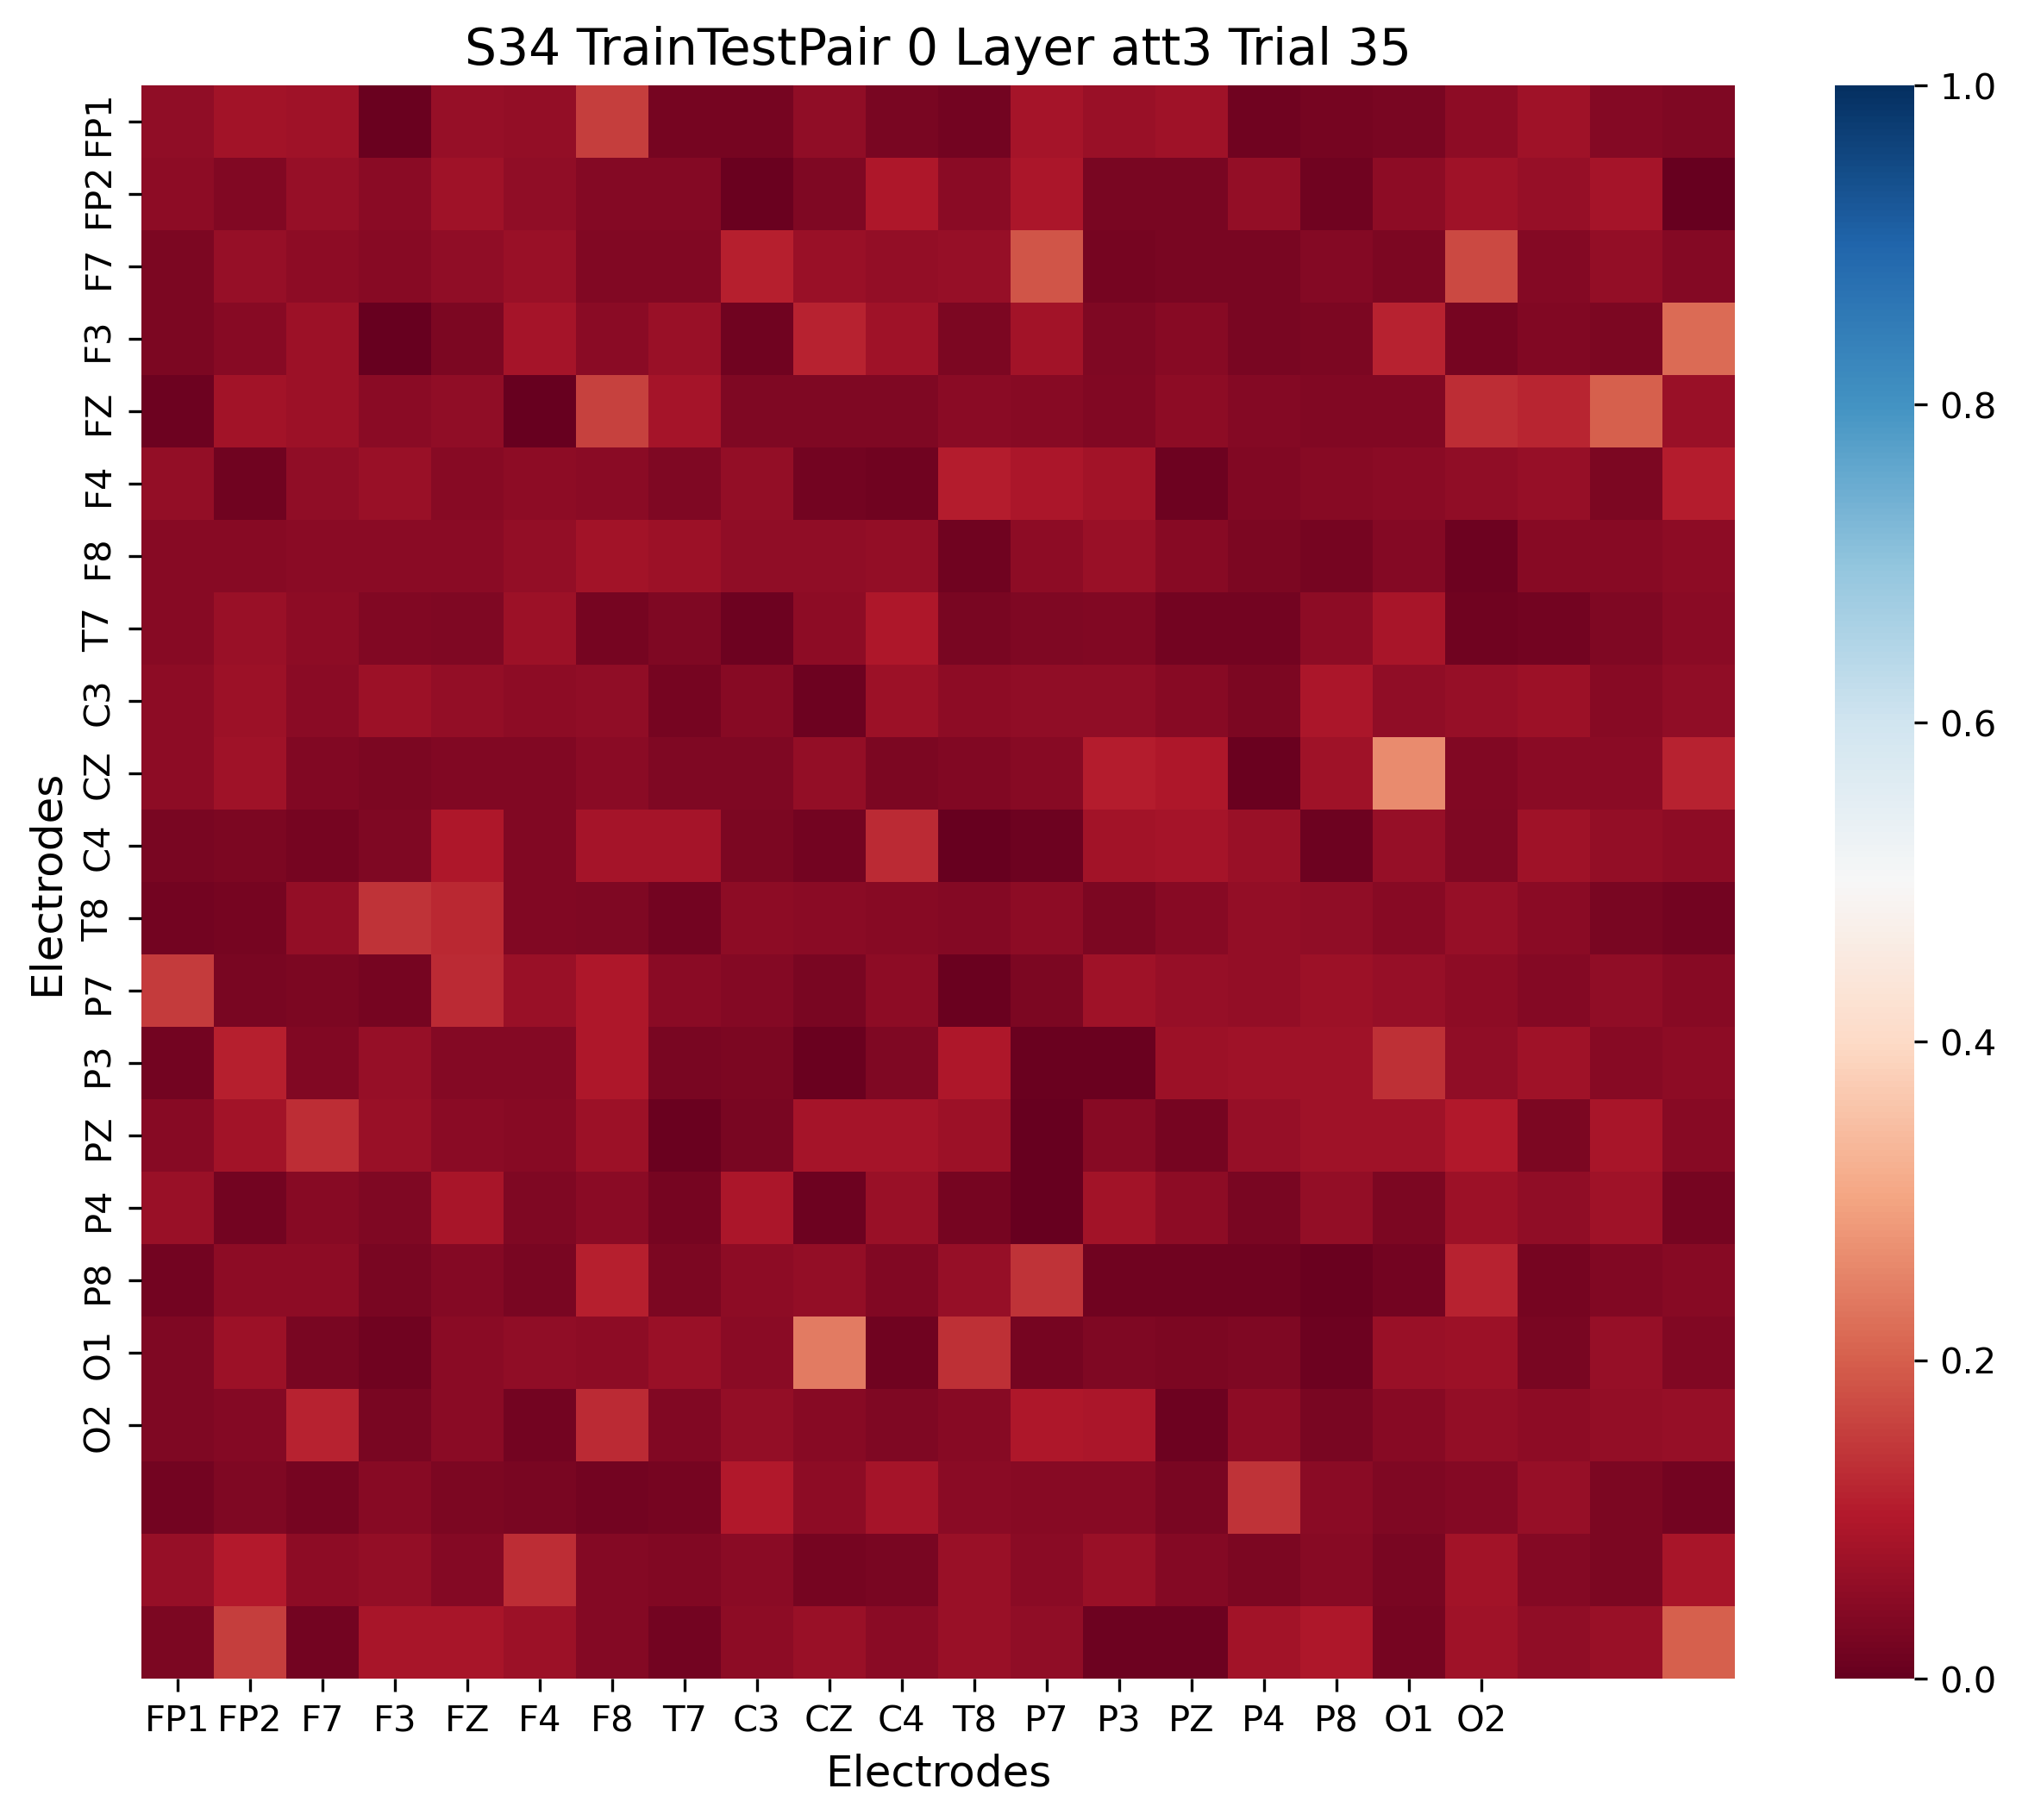 S34 TrainTestPair 0 Layer att3 Trial 35
Electrodes
FP1
FP2
F7
F3
FZ
F4
F8
T7
C3
CZ
C4
T8
P7
P3
PZ
P4
P8
O1
O2
FP1 FP2 F7 F3 FZ F4 F8 T7 C3 CZ C4 T8 P7 P3 PZ P4 P8 O1 O2
Electrodes
1.0
0.8
0.6
0.4
0.2
0.0